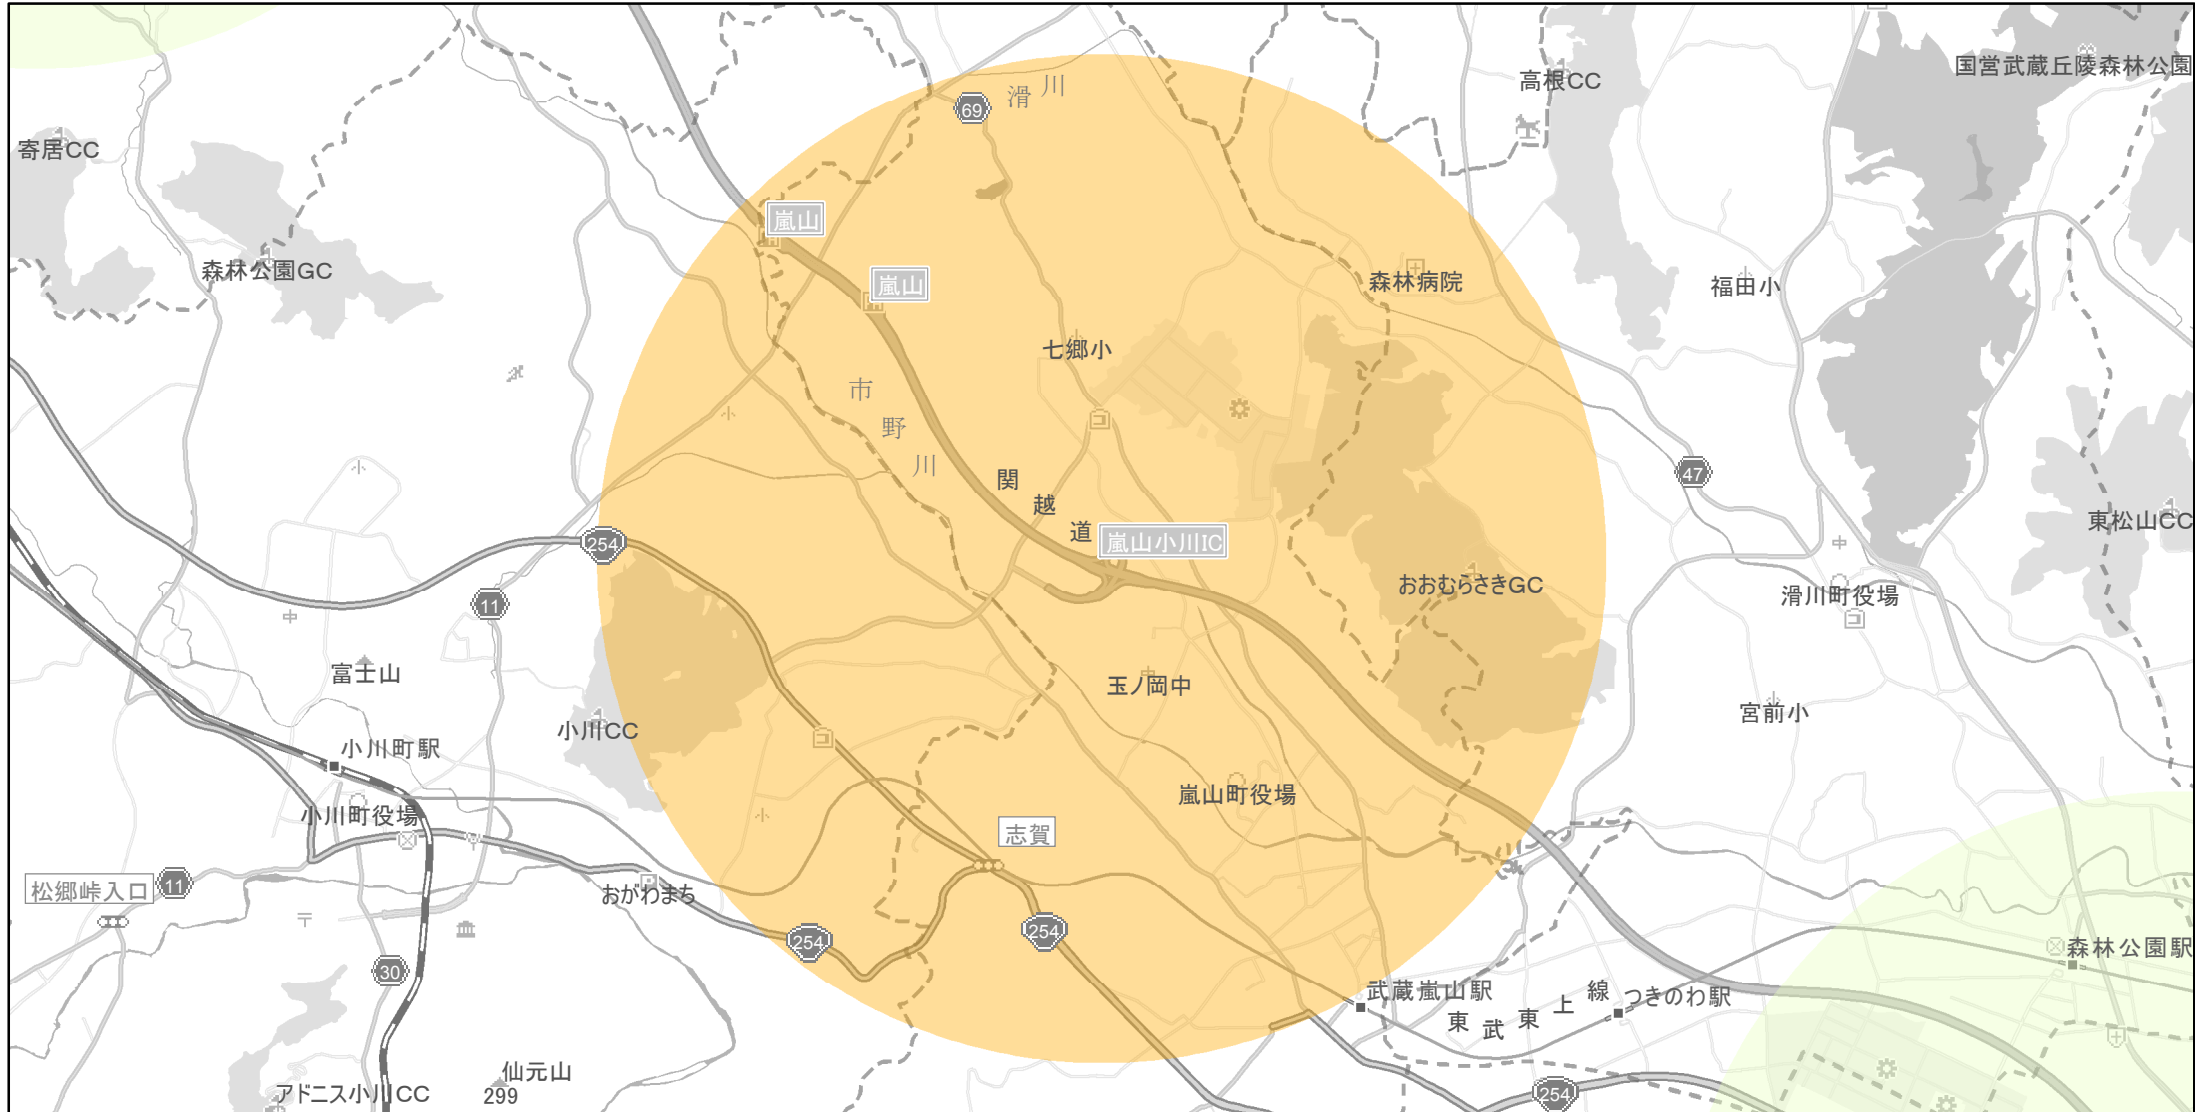 国営武蔵丘陵森林公園
高根CC
滑川
69
寄居CC
嵐山
森林公園GC
嵐山
森林病院
福田小
七郷小
市野川
関越道
47
東松山CC
254
嵐山小川IC
11
おおむらさきGC
滑川町役場
富士山
玉ノ岡中
小川CC
宮前小
小川町駅
嵐山町役場
小川町役場
志賀
松郷峠入口
11
おがわまち
254
254
森林公園駅
30
武蔵嵐山駅
つきのわ駅
東武東上線
仙元山
299
アドニス小川CC
254